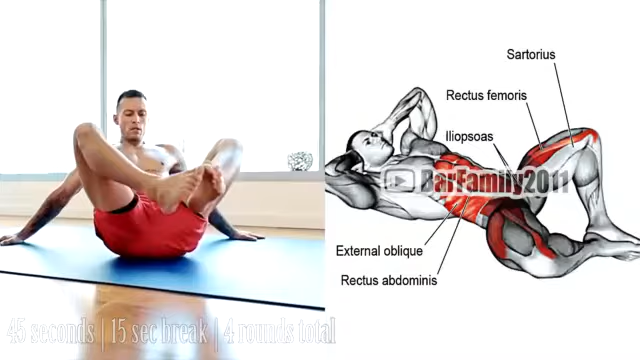 Sartorius
Rectus femoris
Iliopsoas
BarFamily2011
External oblique
Rectus abdominis
45 seconds | 15 sec break | 4 rounds total